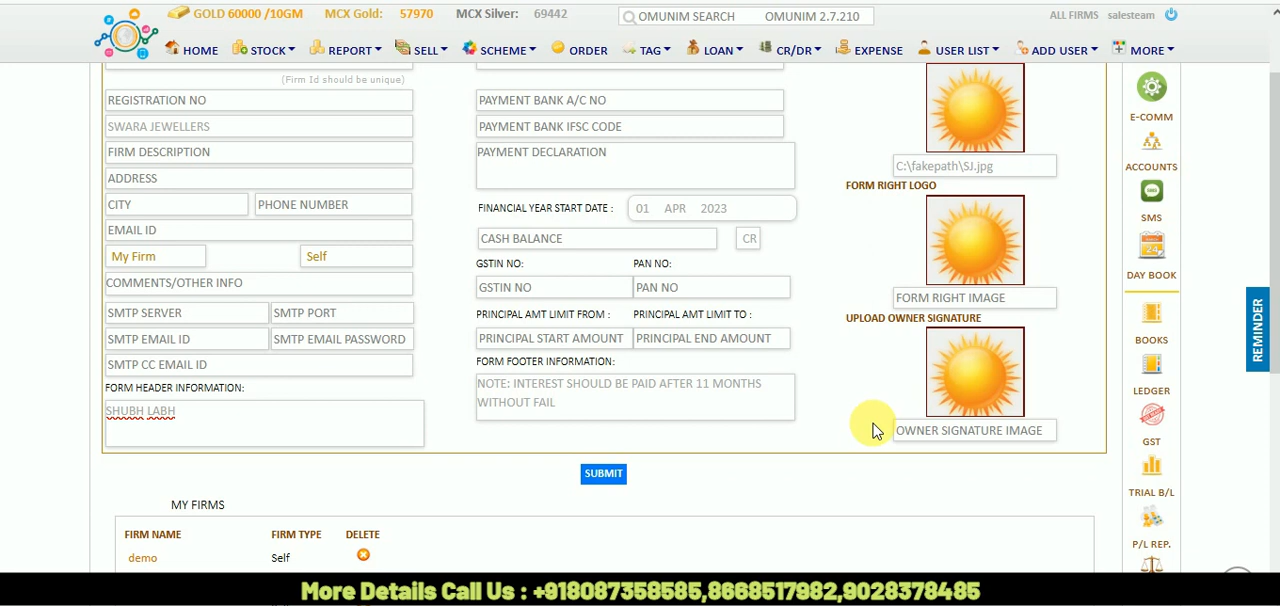 GOLD 60000 /10GM MCX Gold: 57970 MCX Silver: 69442 OMUNIM SEARCH OMUNIM 2.7.210 ALL FIRMS salesteam
HOME STOCK REPORT SELL SCHEME ORDER TAG LOAN CR/DR EXPENSE USER LIST ADD USER MORE
(Firm Id should be unique)
REGISTRATION NO
SWARA JEWELLERS
FIRM DESCRIPTION
ADDRESS
CITY PHONE NUMBER
EMAIL ID
My Firm Self
COMMENTS/OTHER INFO
SMTP SERVER SMTP PORT
SMTP EMAIL ID SMTP EMAIL PASSWORD
SMTP CC EMAIL ID
FORM HEADER INFORMATION:
SHUBH LABH
PAYMENT BANK A/C NO
PAYMENT BANK IFSC CODE
PAYMENT DECLARATION
FINANCIAL YEAR START DATE : 01 APR 2023
CASH BALANCE CR
GSTIN NO: PAN NO:
GSTIN NO PAN NO
PRINCIPAL AMT LIMIT FROM : PRINCIPAL AMT LIMIT TO :
PRINCIPAL START AMOUNT PRINCIPAL END AMOUNT
FORM FOOTER INFORMATION:
NOTE: INTEREST SHOULD BE PAID AFTER 11 MONTHS
WITHOUT FAIL
C:\fakepath\SJ.jpg
FORM RIGHT LOGO
FORM RIGHT IMAGE
UPLOAD OWNER SIGNATURE
OWNER SIGNATURE IMAGE
SUBMIT
MY FIRMS
FIRM NAME FIRM TYPE DELETE
demo Self
E-COMM
ACCOUNTS
SMS
DAY BOOK
BOOKS
LEDGER
GST
TRIAL B/L
P/L REP.
REMINDER
More Details Call Us : +918087358585,8668517982,9028378485